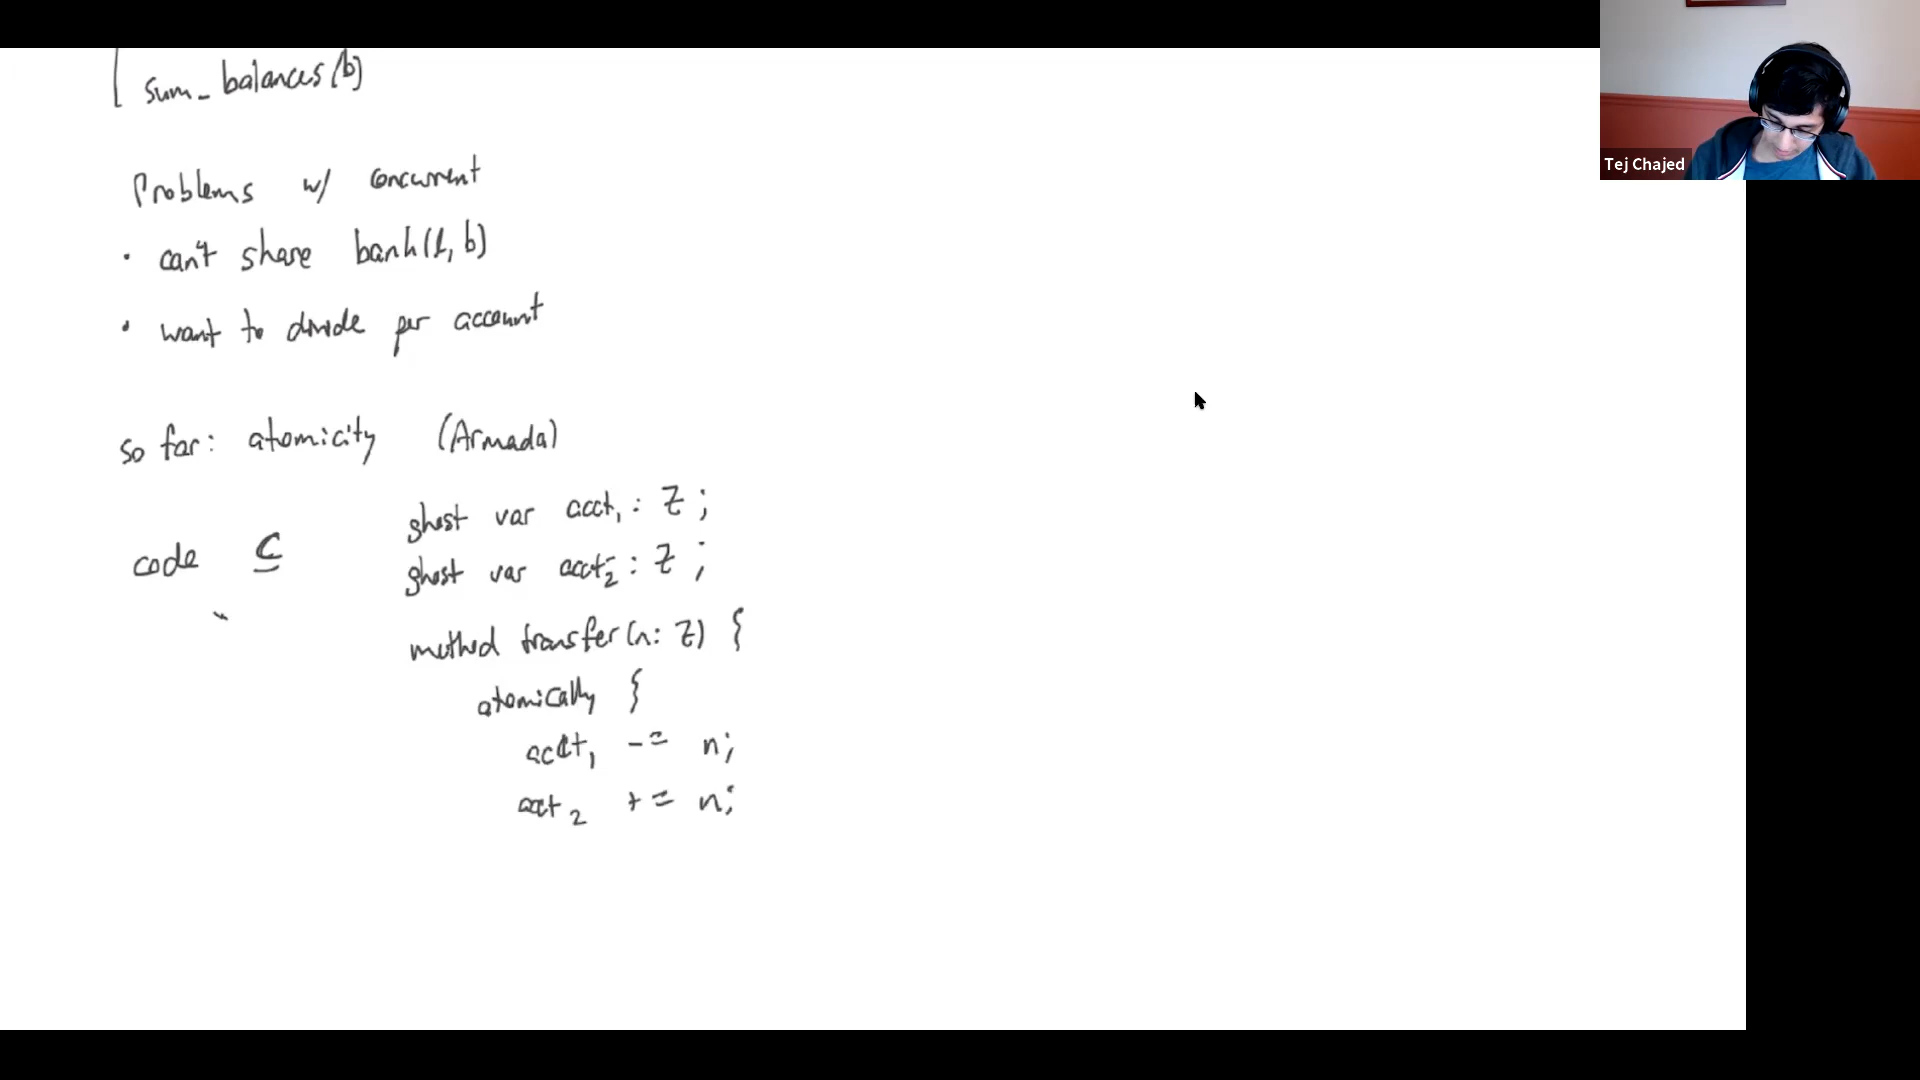 sum_balances(b)
Problems w/ concurrent
• can't share bank(l, b)
• want to divide per account
so far: atomicity (Armada)
code ⊆
ghost var acct₁ : Z ;
ghost var acct₂ : Z ;
method transfer(n: Z) {
atomically {
acct₁ -= n;
acct₂ += n;
Tej Chajed